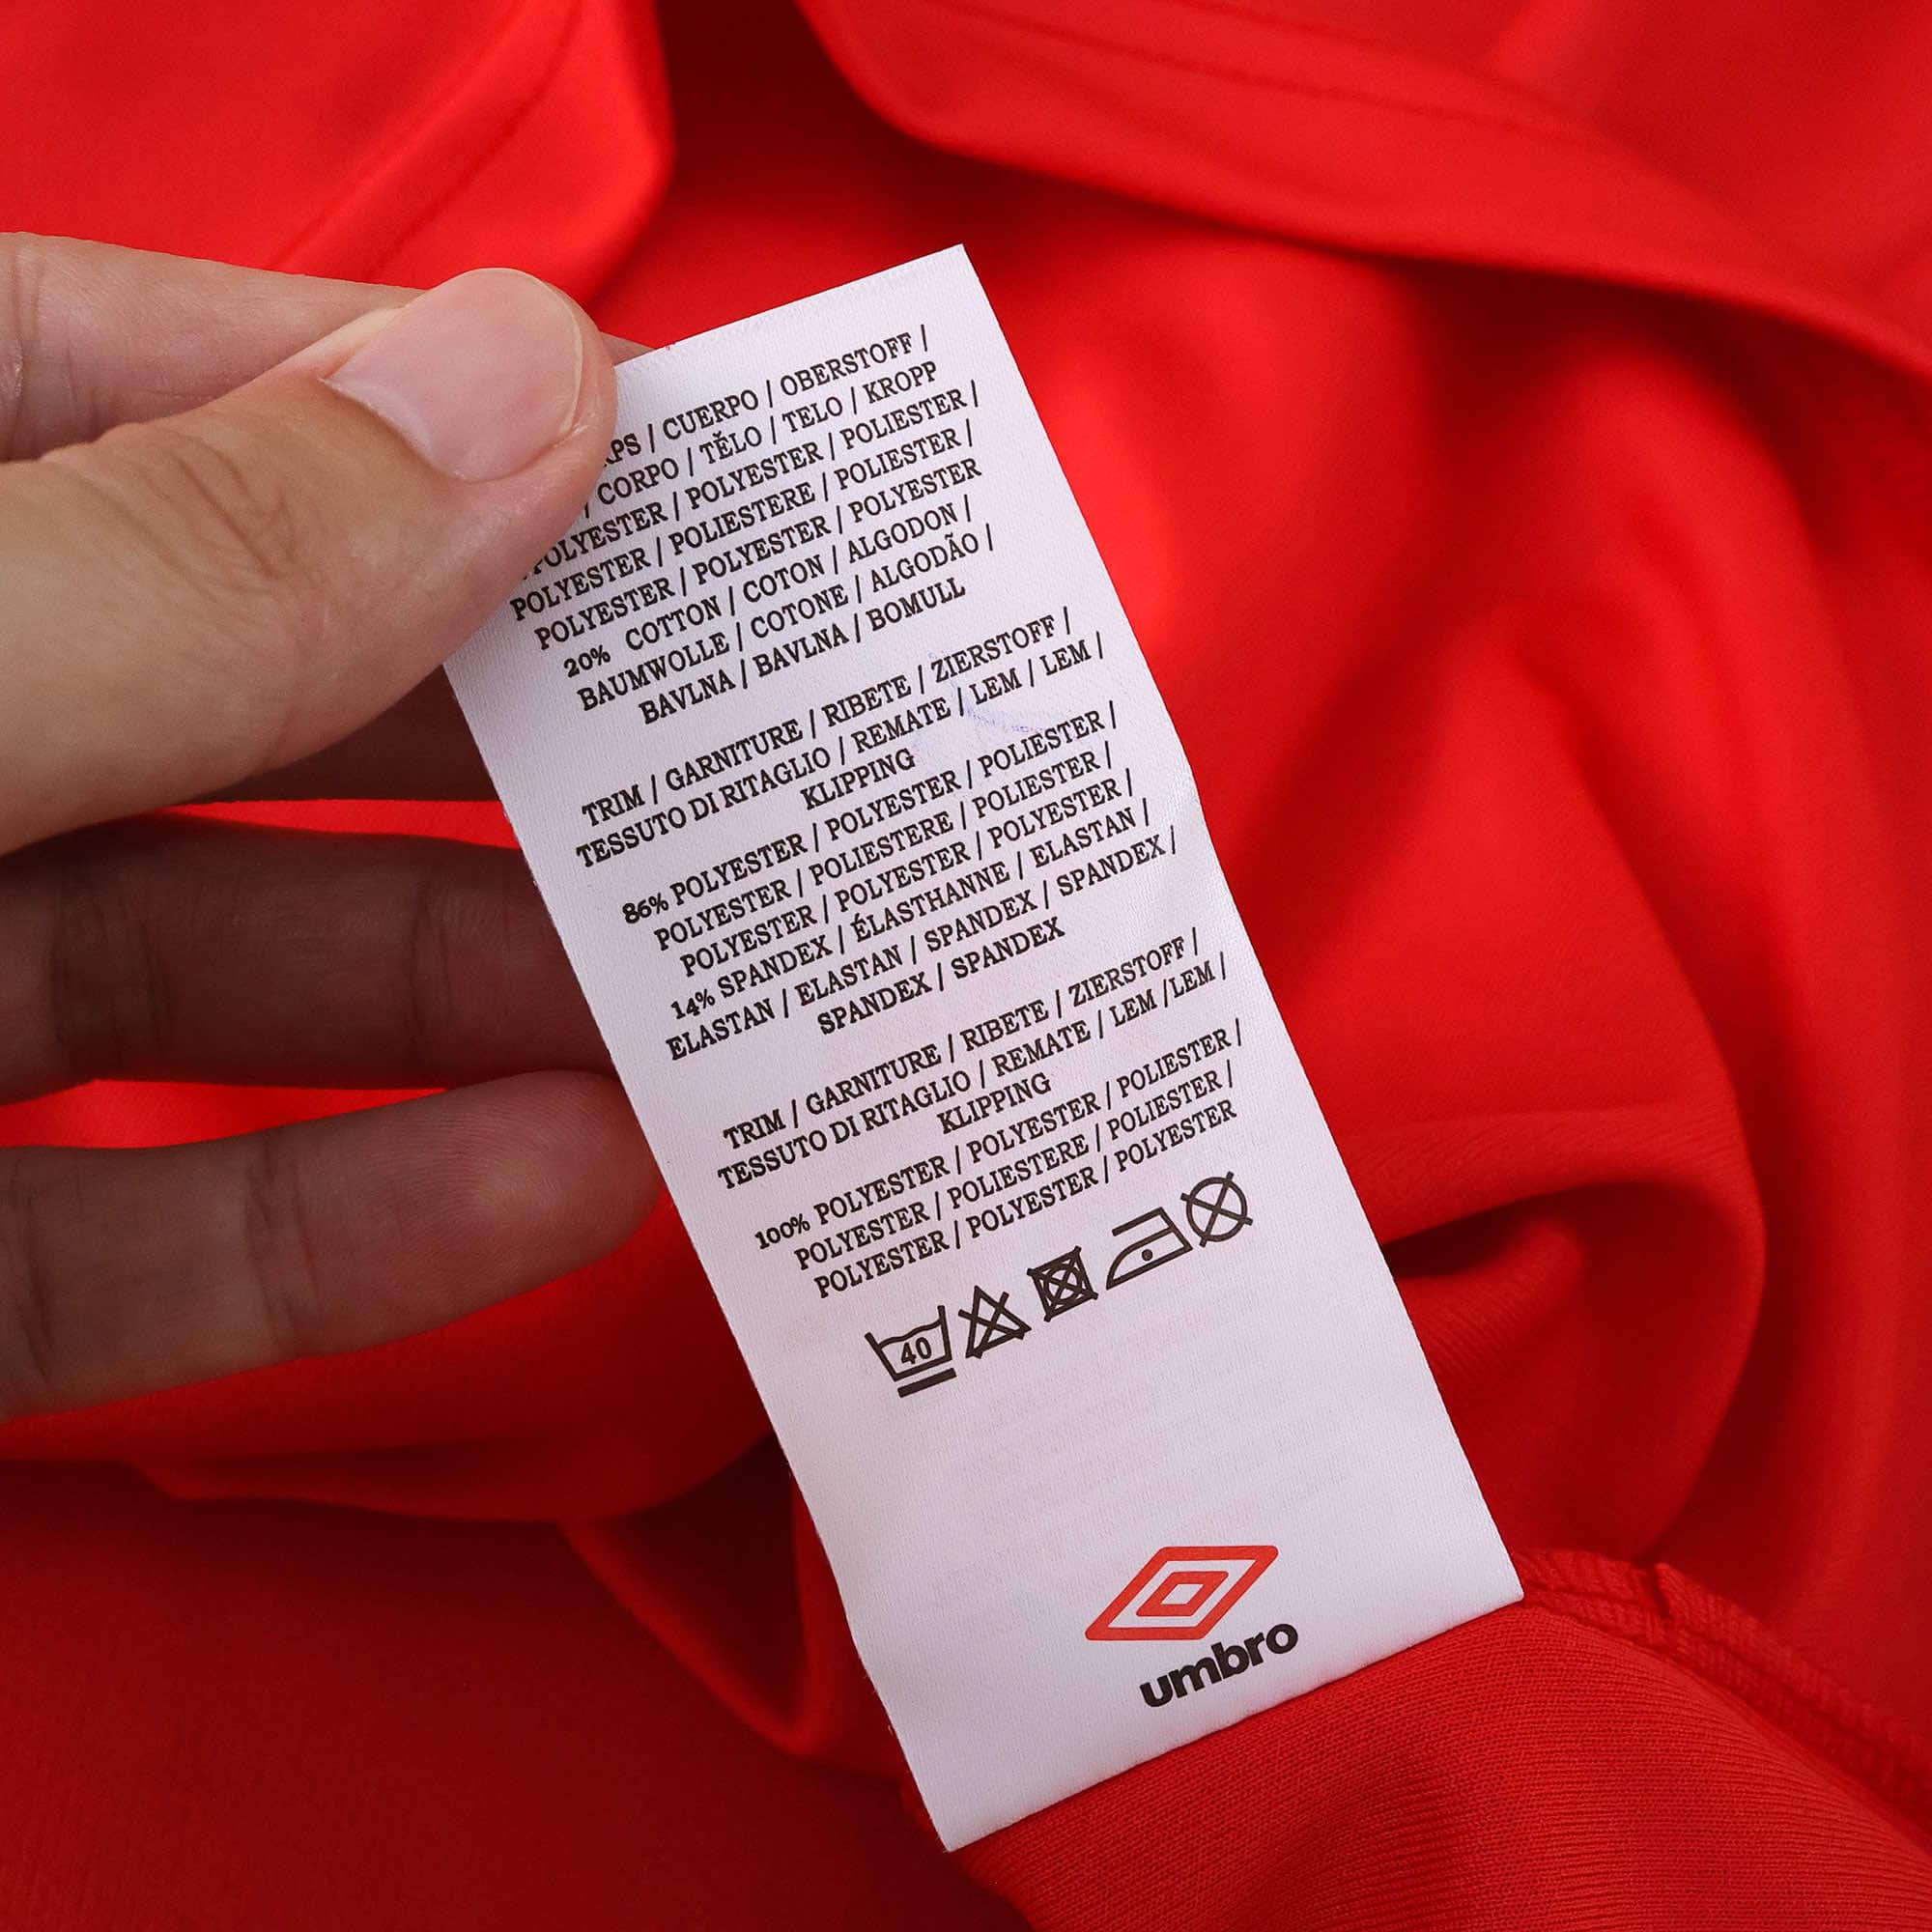 / CUERPO / OBERSTOFF /
/ CORPO / TĚLO / TELO / KROPP
/ POLYESTER / POLIESTER /
POLYESTER / POLIESTERE / POLIESTER /
POLYESTER / POLYESTER / POLYESTER
20% COTTON / COTON / ALGODON /
BAUMWOLLE / COTONE / ALGODÃO /
BAVLNA / BAVLNA / BOMULL
TRIM / GARNITURE / RIBETE / ZIERSTOFF /
TESSUTO DI RITAGLIO / REMATE / LEM / LEM /
KLIPPING
86% POLYESTER / POLYESTER / POLIESTER /
POLYESTER / POLIESTERE / POLIESTER /
POLYESTER / POLYESTER / POLYESTER /
14% SPANDEX / ÉLASTHANNE / ELASTAN /
ELASTAN / ELASTAN / SPANDEX / SPANDEX /
SPANDEX / SPANDEX
TRIM / GARNITURE / RIBETE / ZIERSTOFF /
TESSUTO DI RITAGLIO / REMATE / LEM /LEM /
KLIPPING
100% POLYESTER / POLYESTER / POLIESTER /
POLYESTER / POLIESTERE / POLIESTER /
POLYESTER / POLYESTER / POLYESTER
40
umbro